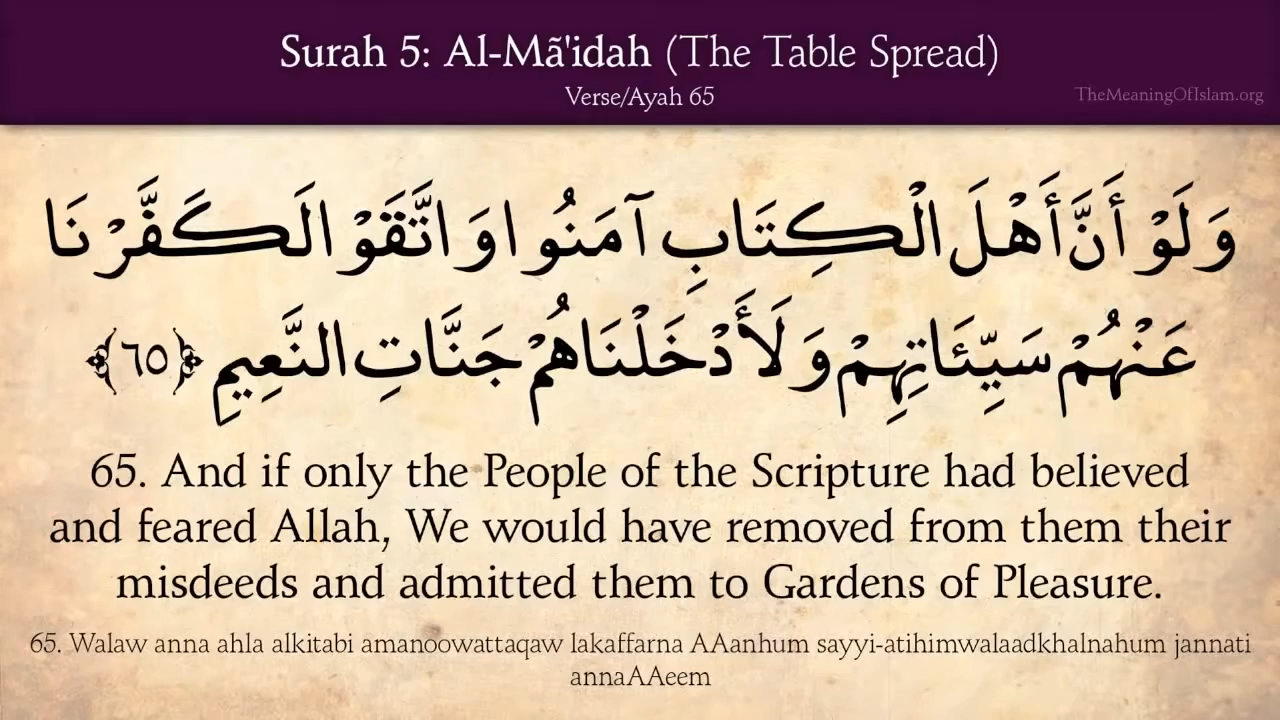 Surah 5: Al-Mã'idah (The Table Spread)
Verse/Ayah 65
TheMeaningOfIslam.org
وَلَوْ أَنَّ أَهْلَ الْكِتَابِ آمَنُوا وَاتَّقَوْا لَكَفَّرْنَا
عَنْهُمْ سَيِّئَاتِهِمْ وَلَأَدْخَلْنَاهُمْ جَنَّاتِ النَّعِيمِ ﴿٦٥﴾
65. And if only the People of the Scripture had believed
and feared Allah, We would have removed from them their
misdeeds and admitted them to Gardens of Pleasure.
65. Walaw anna ahla alkitabi amanoowattaqaw lakaffarna AAanhum sayyi-atihimwalaadkhalnahum jannati
annaAAeem